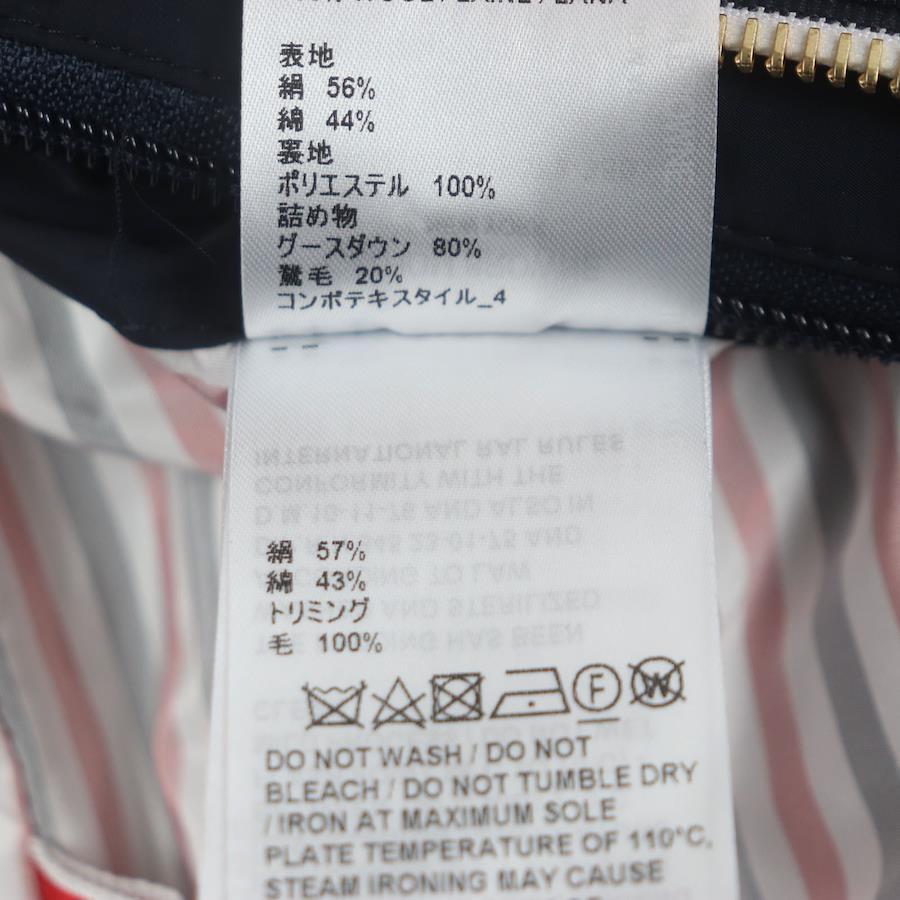 表地
絹 56%
綿 44%
裏地
ポリエステル 100%
詰め物
グースダウン 80%
鵞毛 20%
コンポテキスタイル_4
絹 57%
綿 43%
トリミング
毛 100%
F W
DO NOT WASH / DO NOT
BLEACH / DO NOT TUMBLE DRY
/ IRON AT MAXIMUM SOLE
PLATE TEMPERATURE OF 110°C,
STEAM IRONING MAY CAUSE